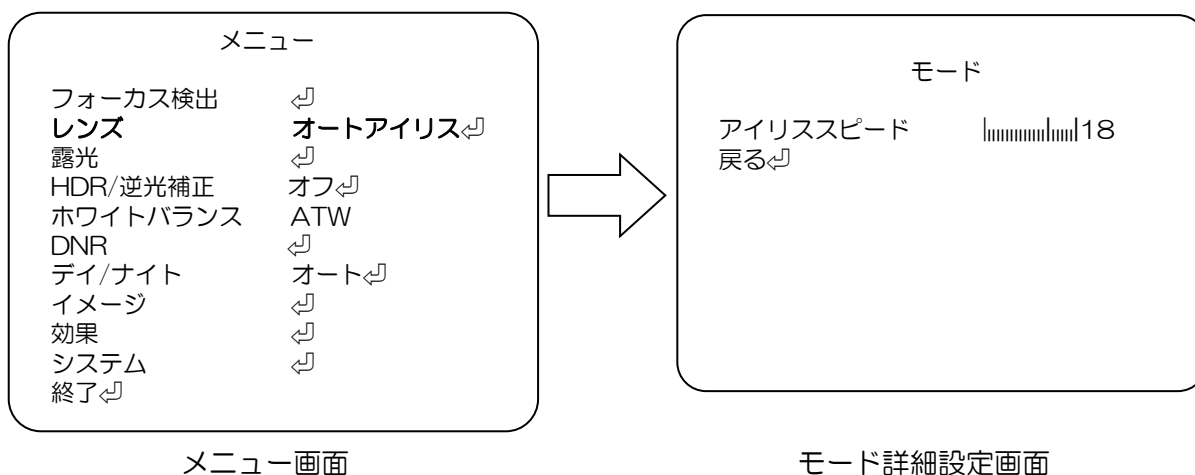 メニュー
フォーカス検出 ⏎
レンズ オートアイリス⏎
露光 ⏎
HDR/逆光補正 オフ⏎
ホワイトバランス ATW
DNR ⏎
デイ/ナイト オート⏎
イメージ ⏎
効果 ⏎
システム ⏎
終了⏎
メニュー画面
モード
アイリススピード 18
戻る⏎
モード詳細設定画面